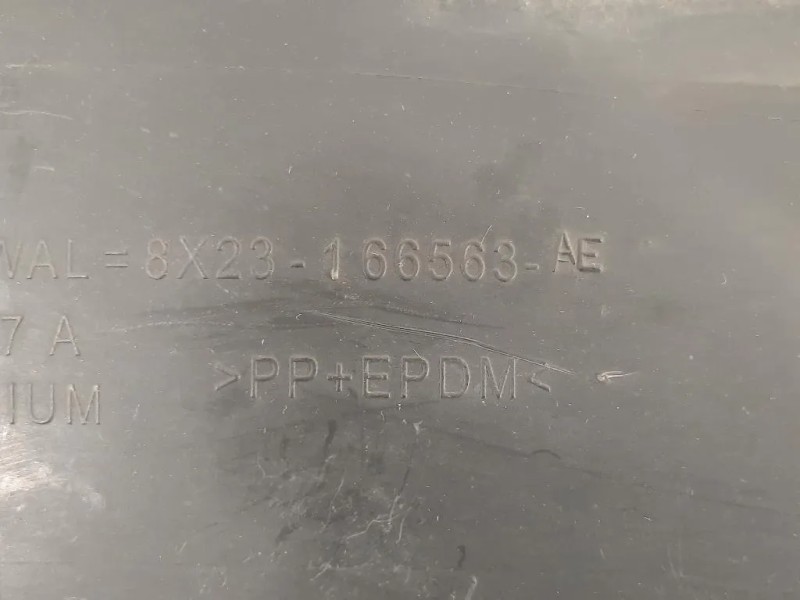 VAL=8X23-166563-AE
7 A
>PP+EPDM<
IUM